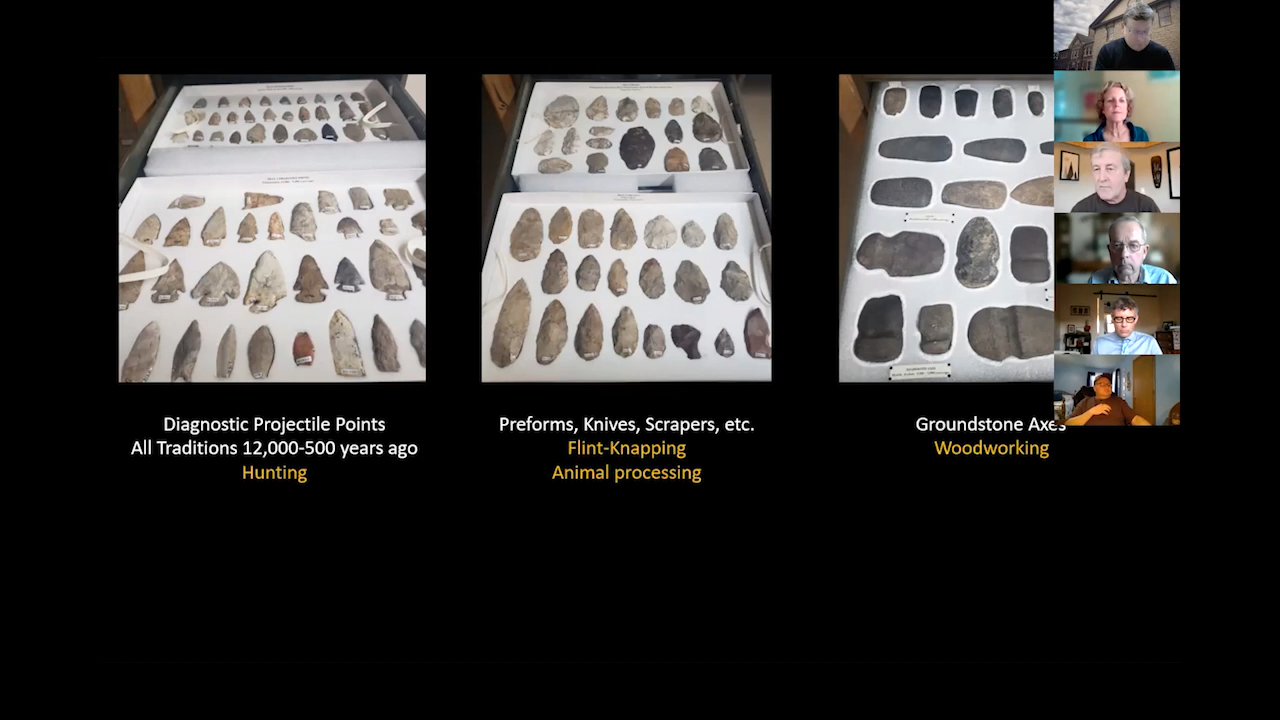 Diagnostic Projectile Points
All Traditions 12,000-500 years ago
Hunting
Preforms, Knives, Scrapers, etc.
Flint-Knapping
Animal processing
Groundstone Axes
Woodworking